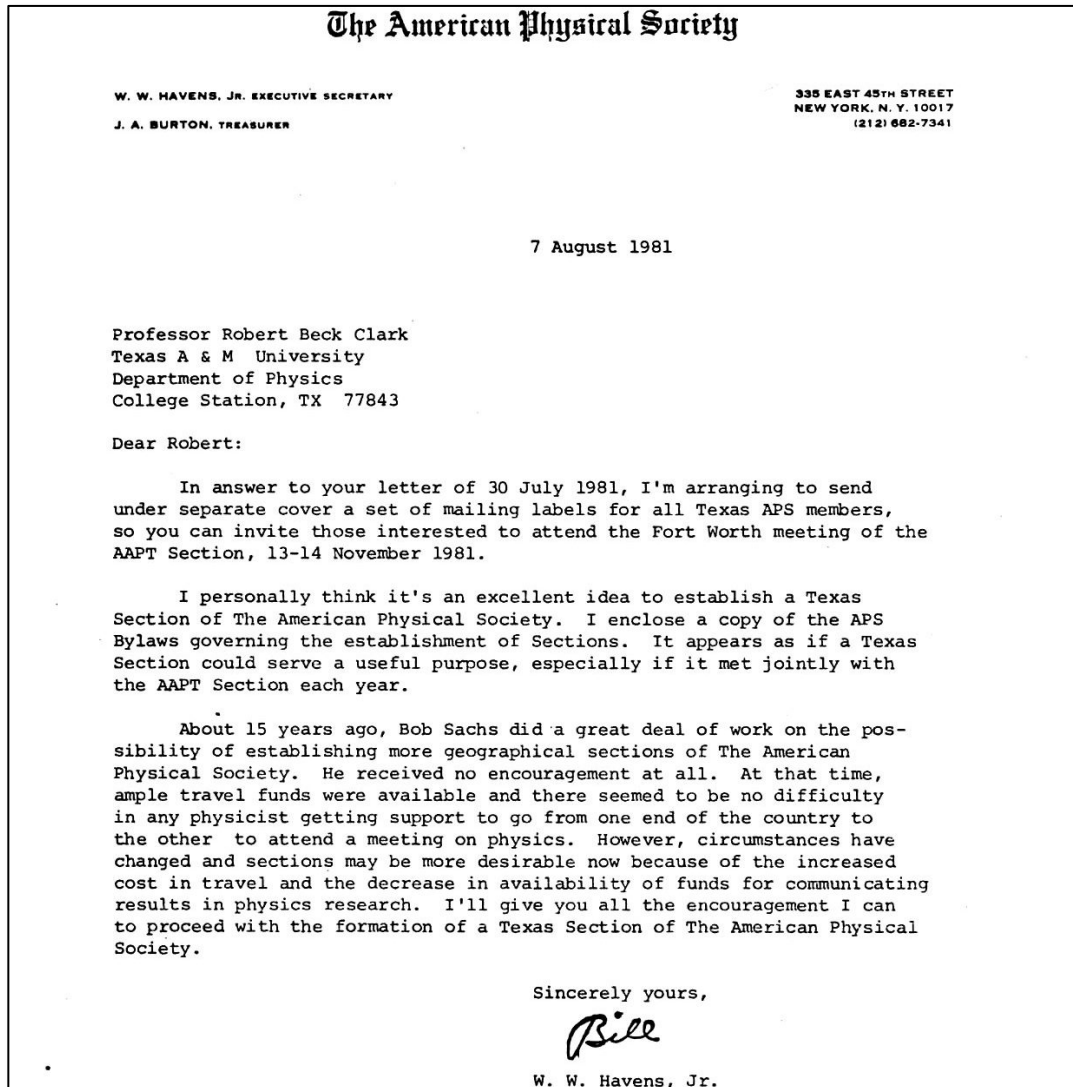 The American Physical Society
W. W. HAVENS, JR. EXECUTIVE SECRETARY
J. A. BURTON, TREASURER
335 EAST 45TH STREET
NEW YORK, N. Y. 10017
(212) 682-7341
7 August 1981
Professor Robert Beck Clark
Texas A & M University
Department of Physics
College Station, TX 77843
Dear Robert:
In answer to your letter of 30 July 1981, I'm arranging to send
under separate cover a set of mailing labels for all Texas APS members,
so you can invite those interested to attend the Fort Worth meeting of the
AAPT Section, 13-14 November 1981.
I personally think it's an excellent idea to establish a Texas
Section of The American Physical Society. I enclose a copy of the APS
Bylaws governing the establishment of Sections. It appears as if a Texas
Section could serve a useful purpose, especially if it met jointly with
the AAPT Section each year.
About 15 years ago, Bob Sachs did a great deal of work on the pos-
sibility of establishing more geographical sections of The American
Physical Society. He received no encouragement at all. At that time,
ample travel funds were available and there seemed to be no difficulty
in any physicist getting support to go from one end of the country to
the other to attend a meeting on physics. However, circumstances have
changed and sections may be more desirable now because of the increased
cost in travel and the decrease in availability of funds for communicating
results in physics research. I'll give you all the encouragement I can
to proceed with the formation of a Texas Section of The American Physical
Society.
Sincerely yours,
Bill
W. W. Havens, Jr.